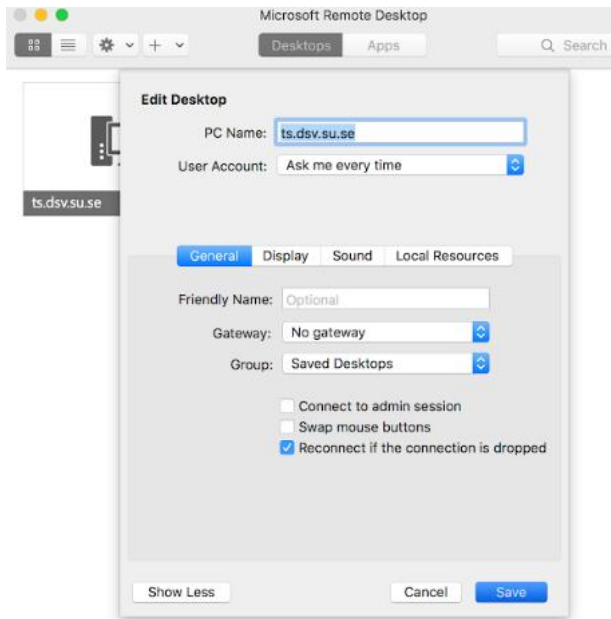 Microsoft Remote Desktop
Desktops Apps Search
Edit Desktop
PC Name: ts.dsv.su.se
User Account: Ask me every time
ts.dsv.su.se
General Display Sound Local Resources
Friendly Name: Optional
Gateway: No gateway
Group: Saved Desktops
Connect to admin session
Swap mouse buttons
Reconnect if the connection is dropped
Show Less Cancel Save